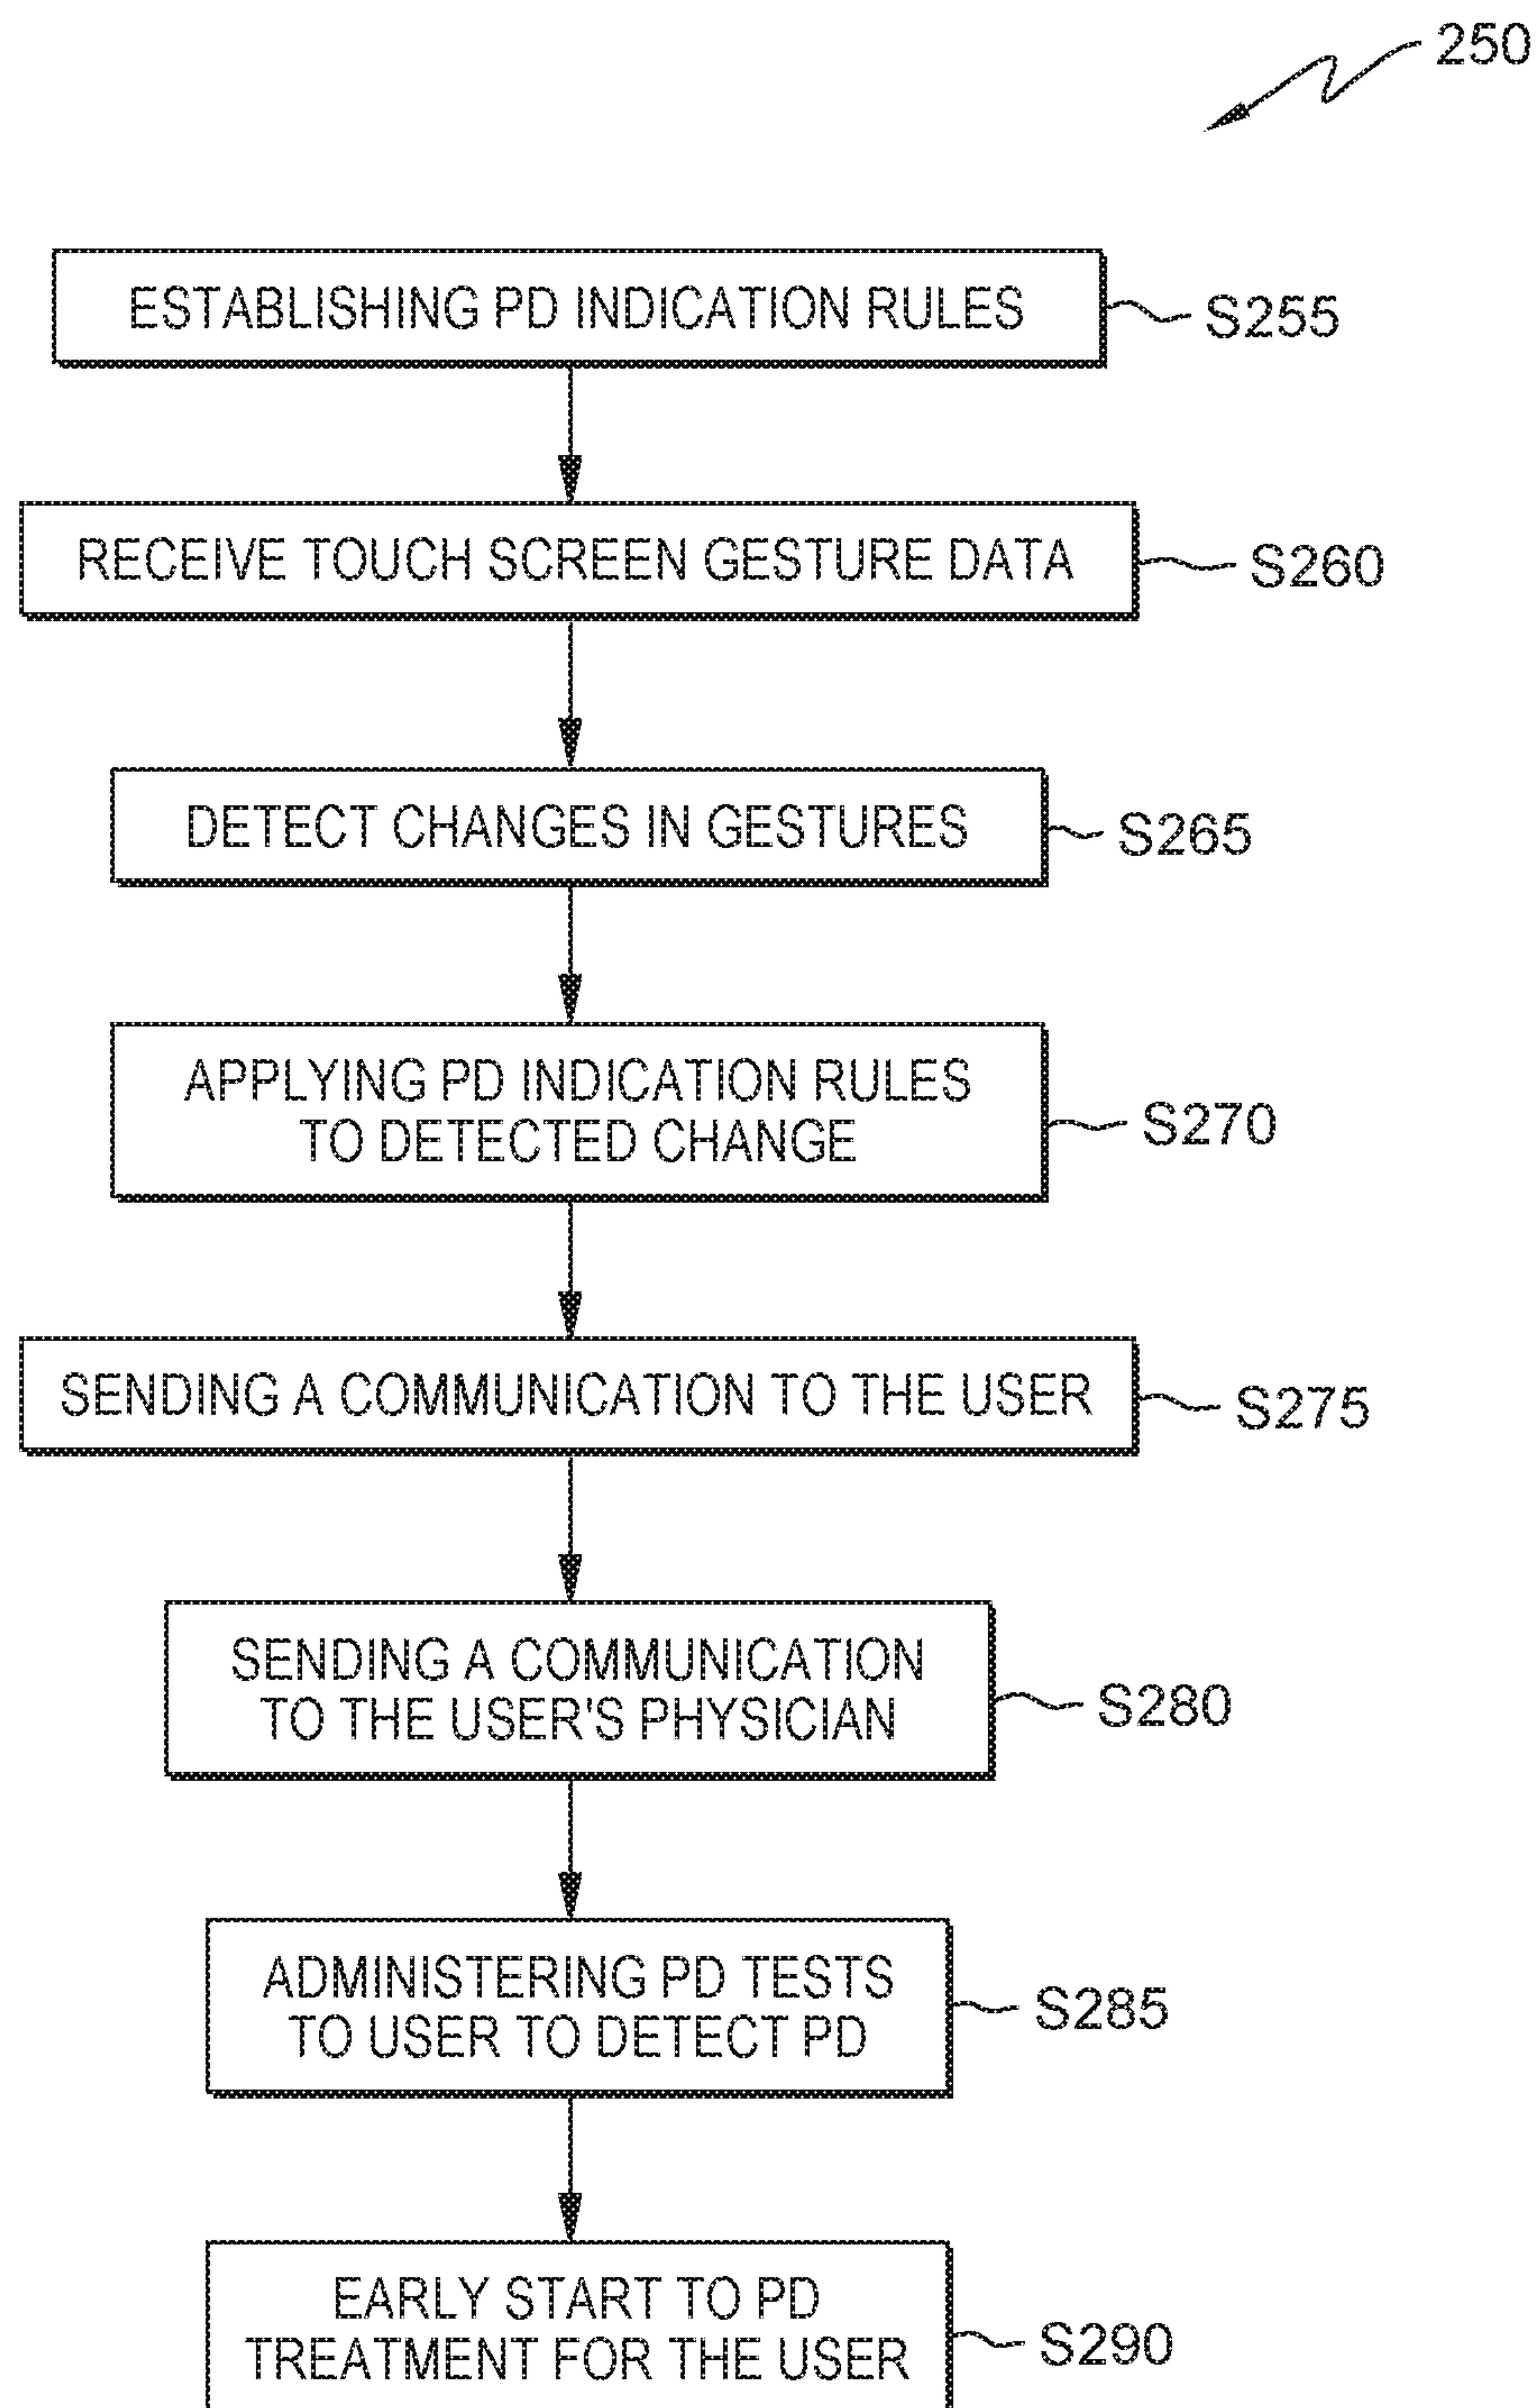 250
ESTABLISHING PD INDICATION RULES
S255
RECEIVE TOUCH SCREEN GESTURE DATA
S260
DETECT CHANGES IN GESTURES
S265
APPLYING PD INDICATION RULES
TO DETECTED CHANGE
S270
SENDING A COMMUNICATION TO THE USER
S275
SENDING A COMMUNICATION
TO THE USER'S PHYSICIAN
S280
ADMINISTERING PD TESTS
TO USER TO DETECT PD
S285
EARLY START TO PD
TREATMENT FOR THE USER
S290